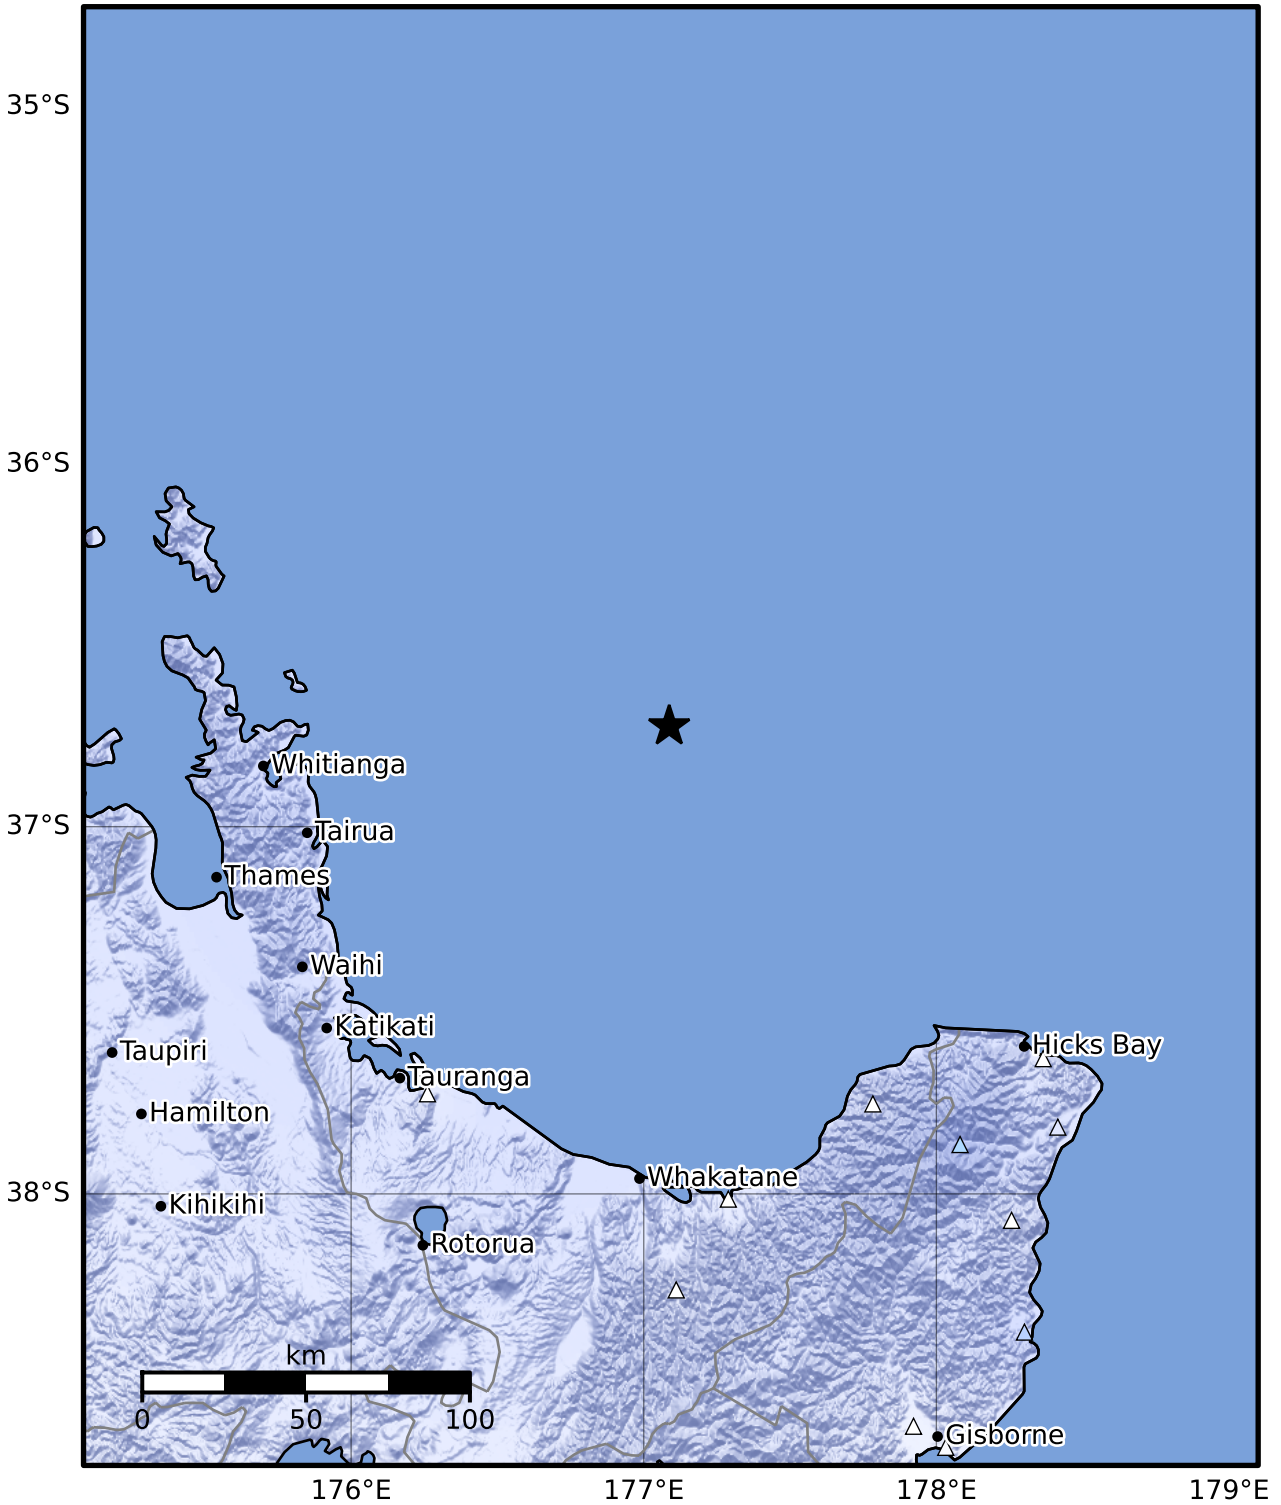 35°S
36°S
Whitianga
37°S
Tairua
Thames
Waihi
Katikati
Hicks Bay
Taupiri
Tauranga
Hamilton
Whakatane
38°S
Kihikihi
Rotorua
km
0 50 100
Gisborne
176°E 177°E 178°E 179°E